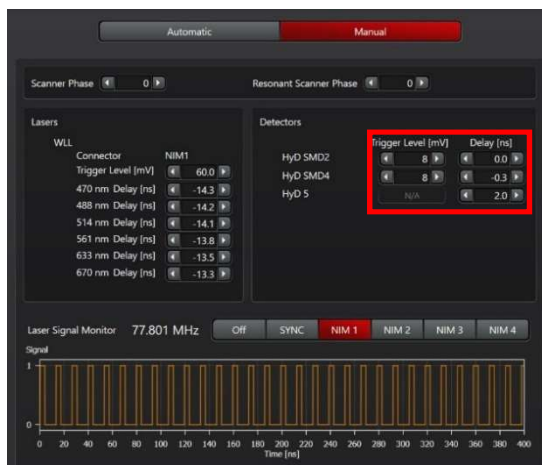 Automatic Manual
Scanner Phase 0 Resonant Scanner Phase 0
Lasers Detectors
WLL Trigger Level [mV] Delay [ns]
Connector NIM1 HyD SMD2 8 0.0
Trigger Level [mV] 60.0 HyD SMD4 8 -0.3
470 nm Delay [ns] -14.3 HyD 5 N/A 2.0
488 nm Delay [ns] -14.2
514 nm Delay [ns] -14.1
561 nm Delay [ns] -13.8
633 nm Delay [ns] -13.5
670 nm Delay [ns] -13.3
Laser Signal Monitor 77.801 MHz Off SYNC NIM 1 NIM 2 NIM 3 NIM 4
Signal
1
0
0 20 40 60 80 100 120 140 160 180 200 220 240 260 280 300 320 340 360 380 400
Time [ns]